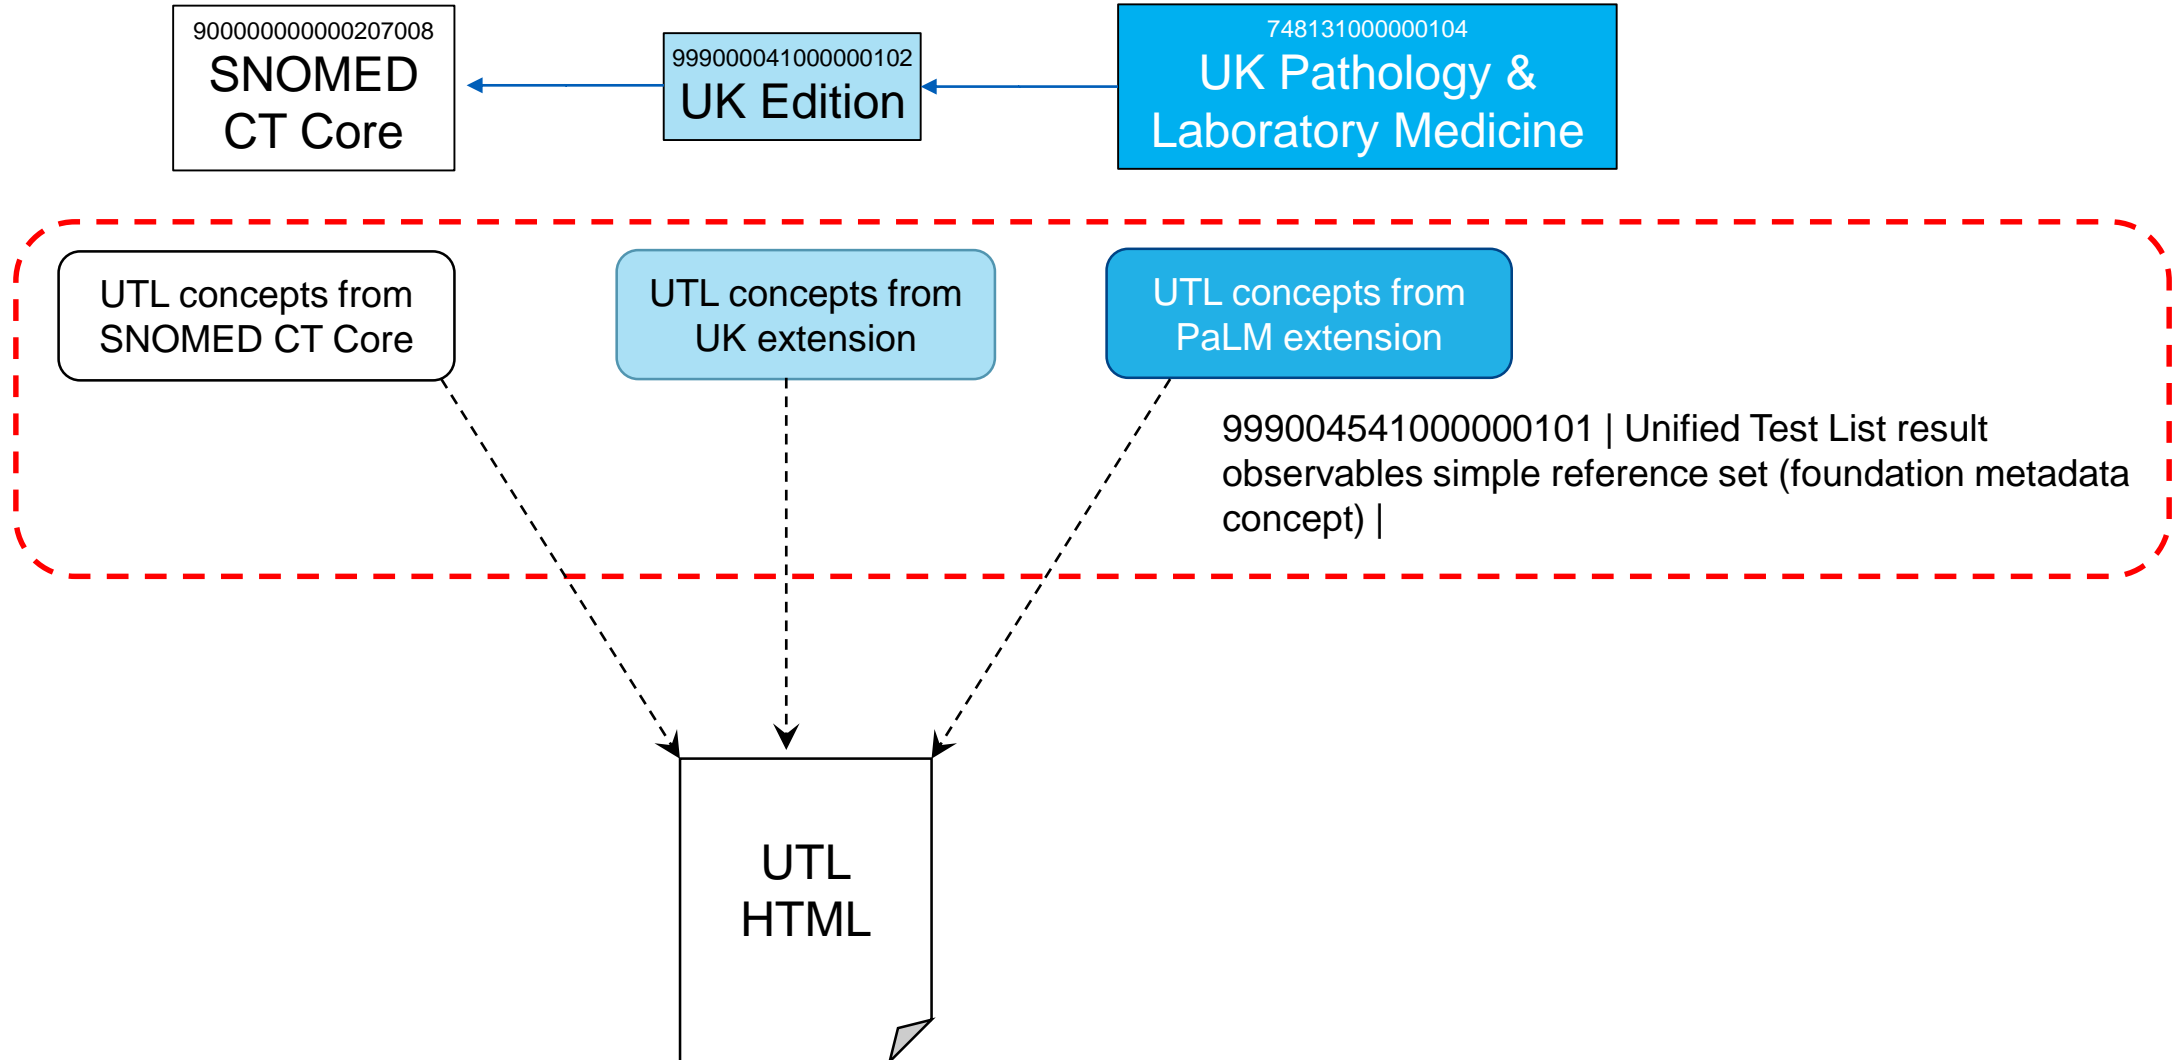 900000000000207008
SNOMED
CT Core
999000041000000102
UK Edition
748131000000104
UK Pathology &
Laboratory Medicine
UTL concepts from
SNOMED CT Core
UTL concepts from
UK extension
UTL concepts from
PaLM extension
999004541000000101 | Unified Test List result
observables simple reference set (foundation metadata
concept) |
UTL
HTML